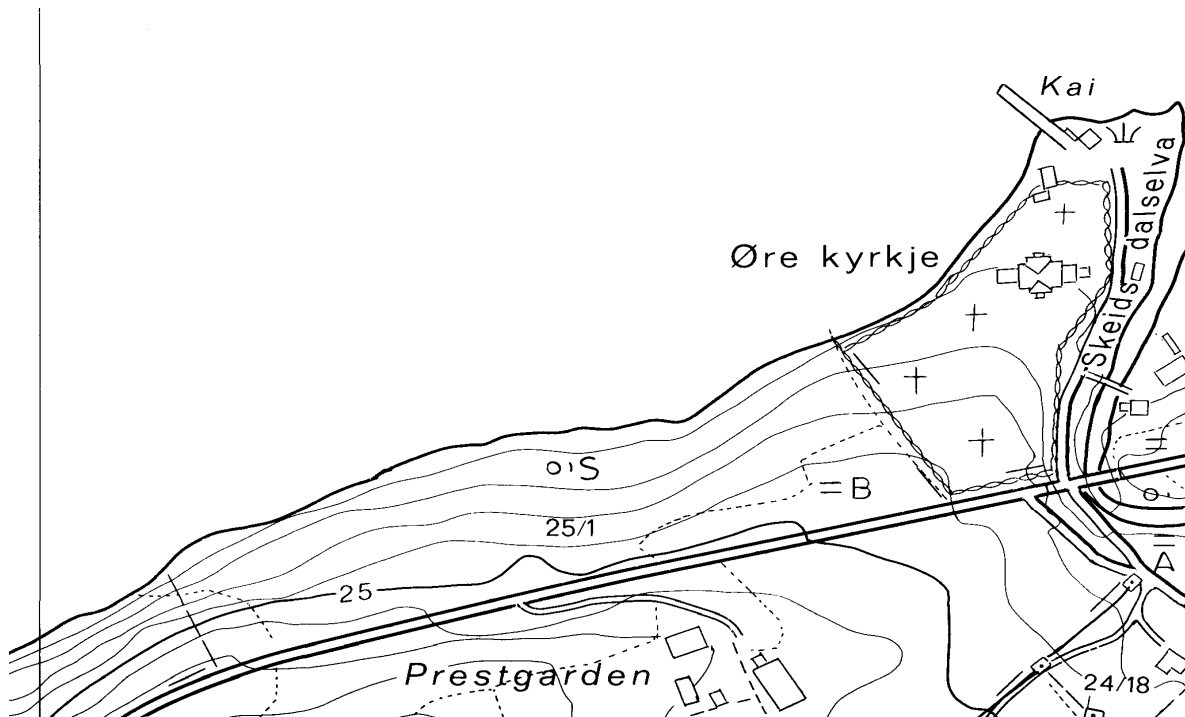 Kai
Skeidsdalselva
Øre kyrkje
S
B
25/1
A
25
Prestgarden
24/18